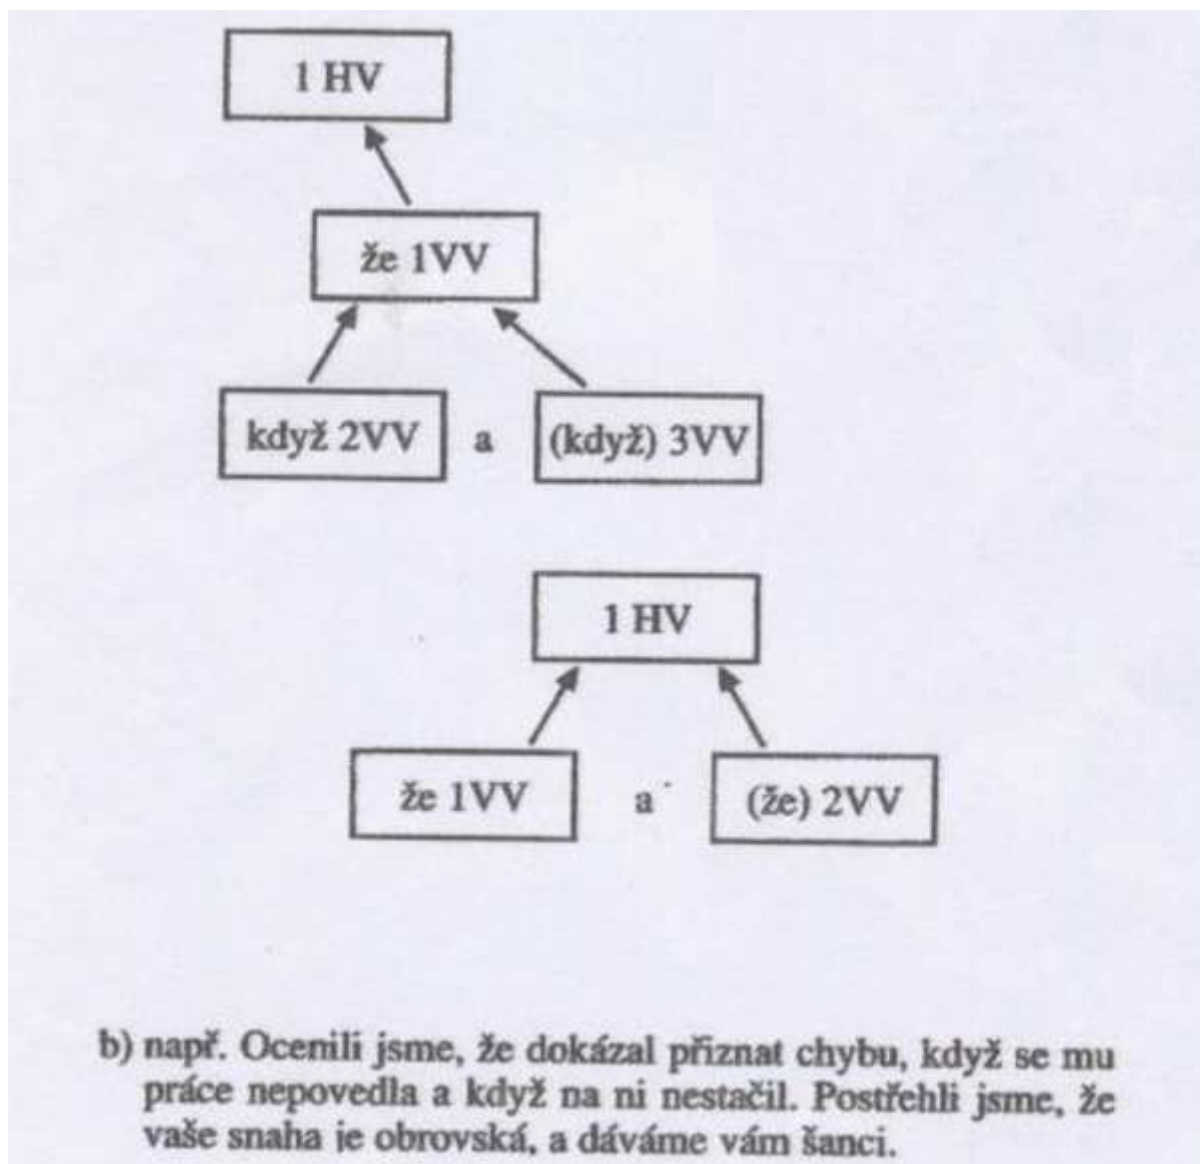 1 HV
že 1VV
když 2VV a (když) 3VV
1 HV
že 1VV a (že) 2VV
b) např. Ocenili jsme, že dokázal přiznat chybu, když se mu
práce nepovedla a když na ni nestačil. Postřehli jsme, že
vaše snaha je obrovská, a dáváme vám šanci.